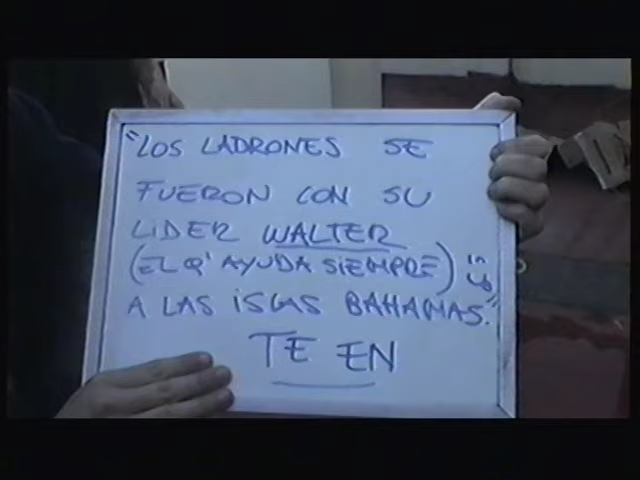 "LOS LADRONES SE
FUERON CON SU
LIDER WALTER
(EL Q' AYUDA SIEMPRE)
A LAS ISLAS BAHAMAS."
TE EN